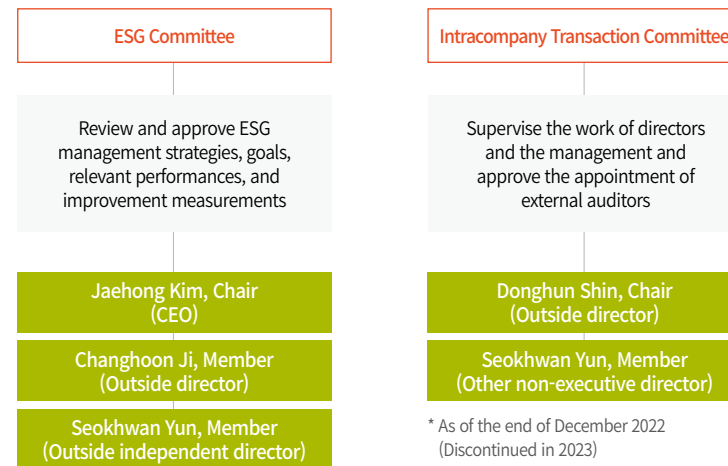 ESG Committee
Review and approve ESG
management strategies, goals,
relevant performances, and
improvement measurements
Jaehong Kim, Chair
(CEO)
Changhoon Ji, Member
(Outside director)
Seokhwan Yun, Member
(Outside independent director)
Intracompany Transaction Committee
Supervise the work of directors
and the management and
approve the appointment of
external auditors
Donghun Shin, Chair
(Outside director)
Seokhwan Yun, Member
(Other non-executive director)
* As of the end of December 2022
(Discontinued in 2023)